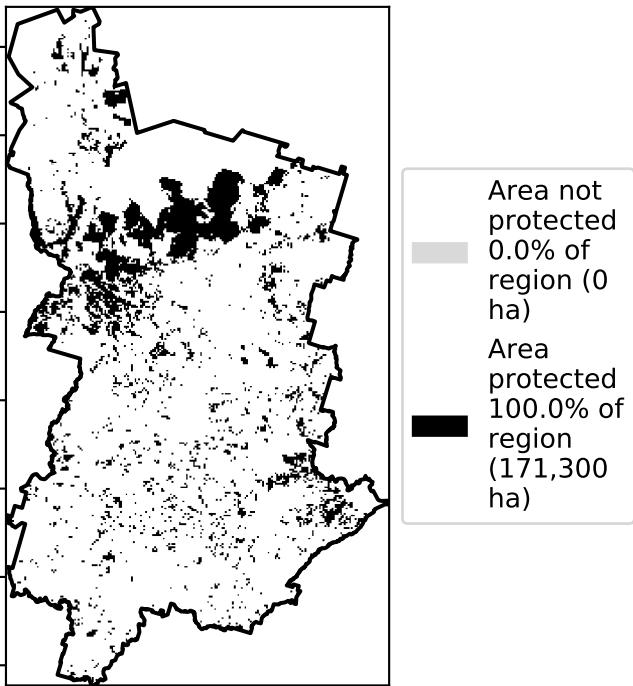 Area not
protected
0.0% of
region (0
ha)
Area
protected
100.0% of
region
(171,300
ha)